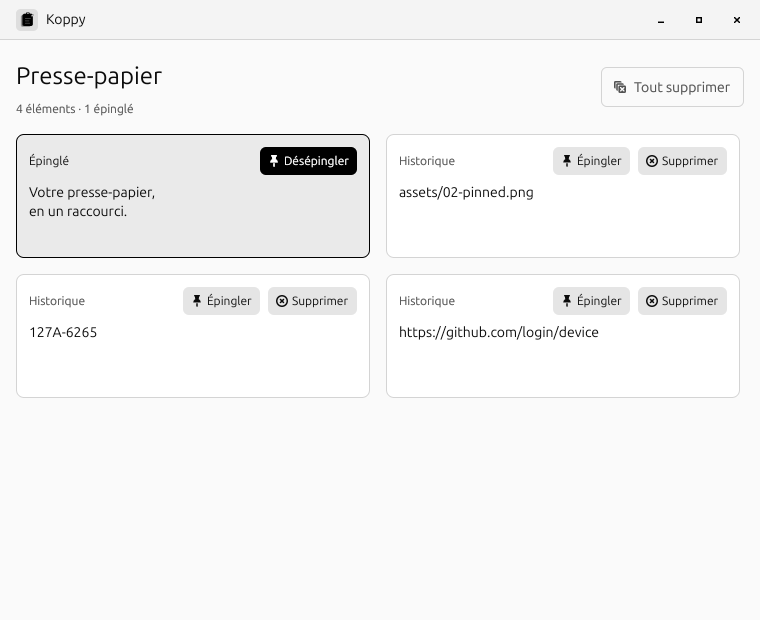 Koppy
Presse-papier
4 éléments · 1 épinglé
Tout supprimer
Épinglé
Désépingler
Votre presse-papier,
en un raccourci.
Historique
Épingler
Supprimer
assets/02-pinned.png
Historique
Épingler
Supprimer
127A-6265
Historique
Épingler
Supprimer
https://github.com/login/device